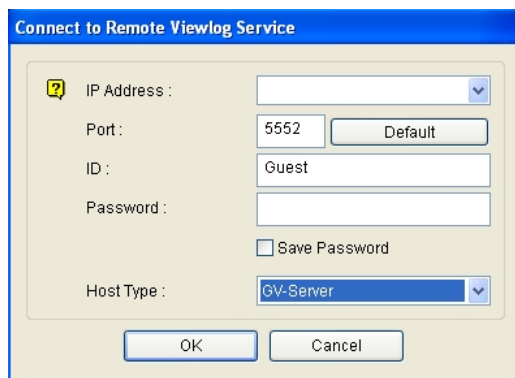 Connect to Remote Viewlog Service
? IP Address :
Port : 5552 Default
ID : Guest
Password :
Save Password
Host Type : GV-Server
OK Cancel